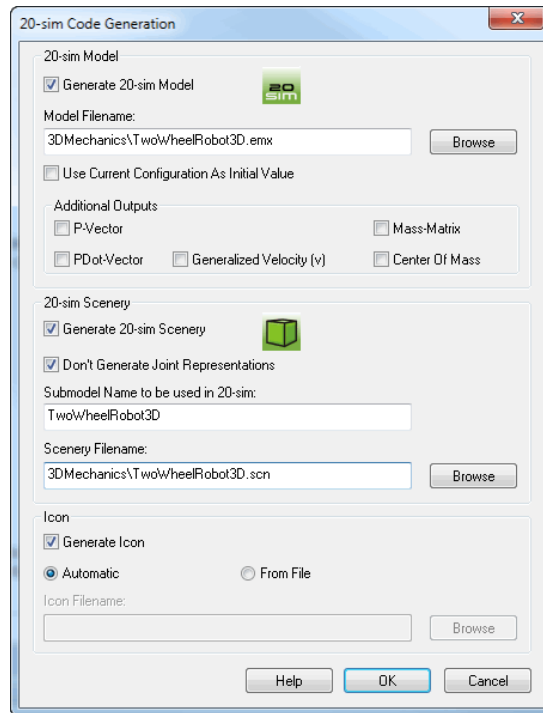 20-sim Code Generation
20-sim Model
Generate 20-sim Model
20
sim
Model Filename:
3DMechanics\TwoWheelRobot3D.emx
Browse
Use Current Configuration As Initial Value
Additional Outputs
P-Vector
Mass-Matrix
PDot-Vector
Generalized Velocity (v)
Center Of Mass
20-sim Scenery
Generate 20-sim Scenery
Don't Generate Joint Representations
Submodel Name to be used in 20-sim:
TwoWheelRobot3D
Scenery Filename:
3DMechanics\TwoWheelRobot3D.scn
Browse
Icon
Generate Icon
Automatic
From File
Icon Filename:
Browse
Help
OK
Cancel